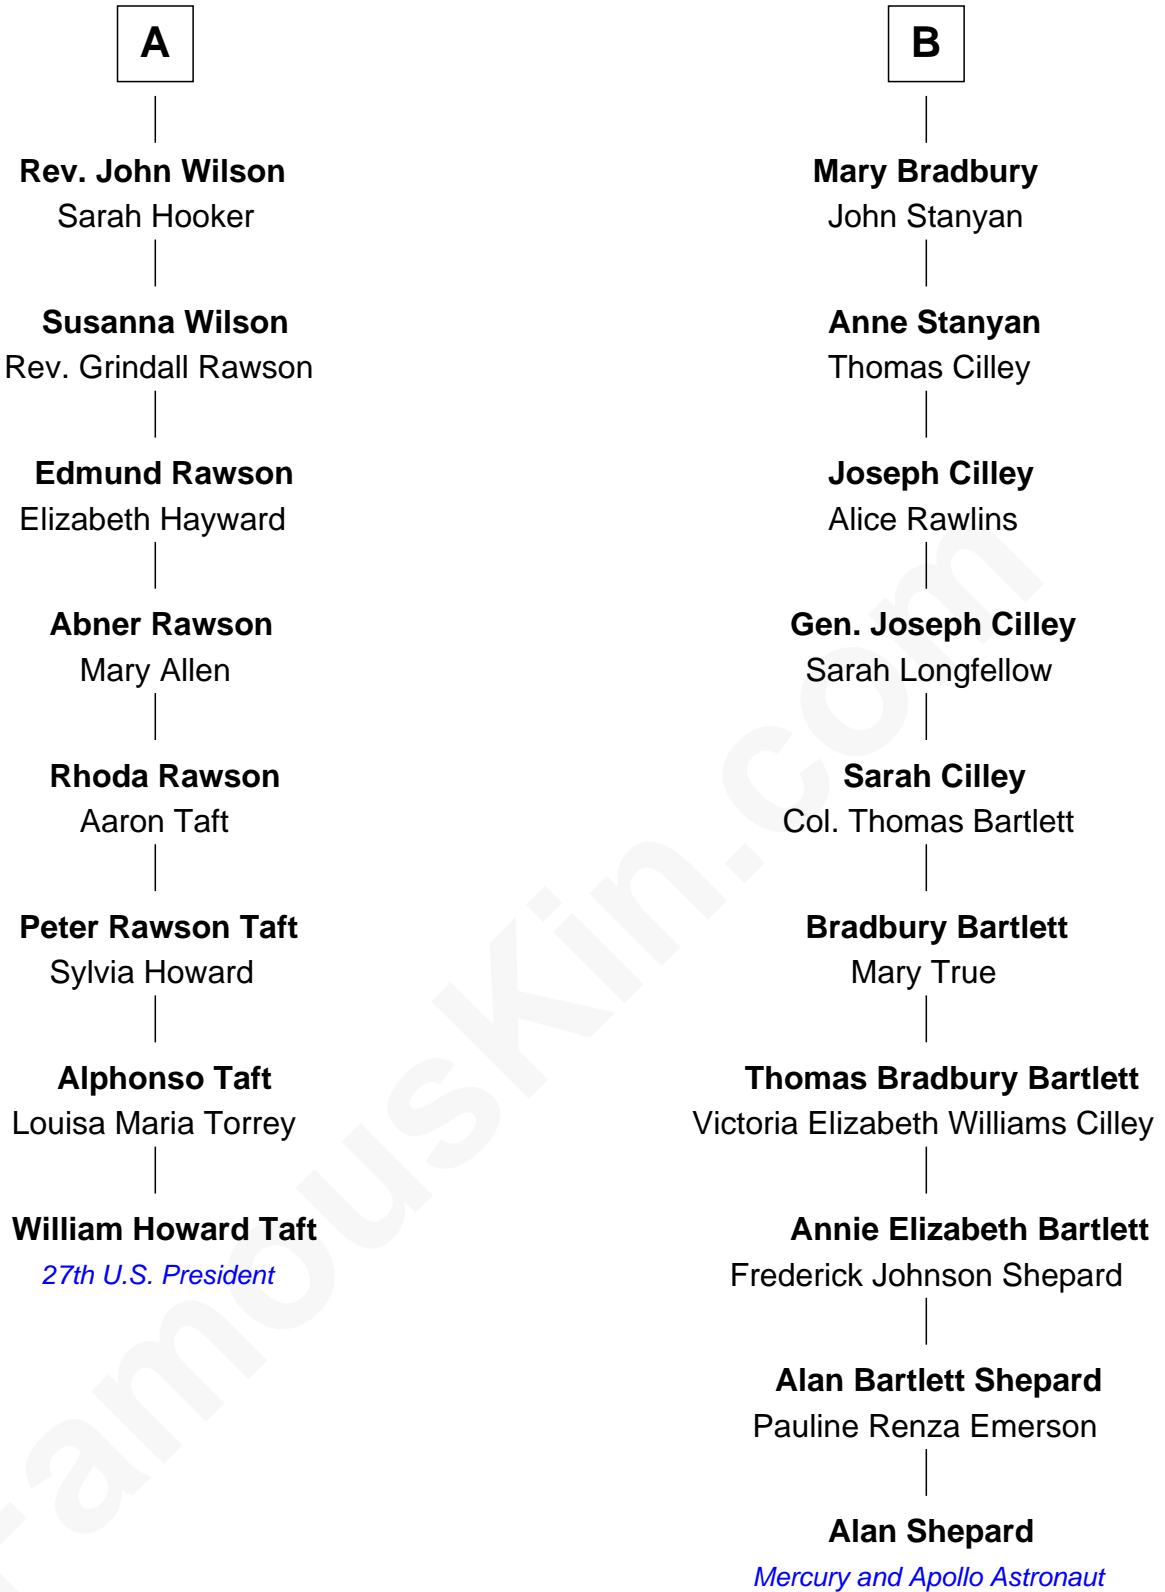 A
Rev. John Wilson
Sarah Hooker
Susanna Wilson
Rev. Grindall Rawson
Edmund Rawson
Elizabeth Hayward
Abner Rawson
Mary Allen
Rhoda Rawson
Aaron Taft
Peter Rawson Taft
Sylvia Howard
Alphonso Taft
Louisa Maria Torrey
William Howard Taft
27th U.S. President
B
Mary Bradbury
John Stanyan
Anne Stanyan
Thomas Cilley
Joseph Cilley
Alice Rawlins
Gen. Joseph Cilley
Sarah Longfellow
Sarah Cilley
Col. Thomas Bartlett
Bradbury Bartlett
Mary True
Thomas Bradbury Bartlett
Victoria Elizabeth Williams Cilley
Annie Elizabeth Bartlett
Frederick Johnson Shepard
Alan Bartlett Shepard
Pauline Renza Emerson
Alan Shepard
Mercury and Apollo Astronaut
FamousKin.com